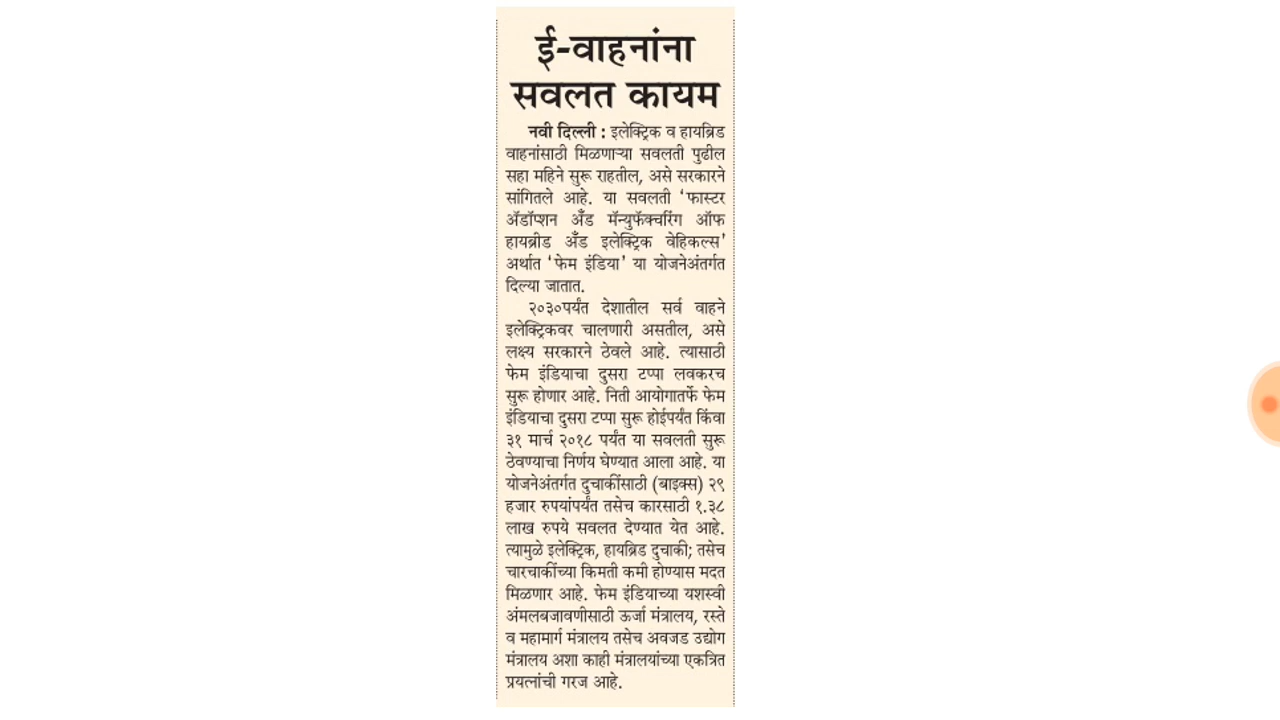 ई-वाहनांना
सवलत कायम
नवी दिल्ली : इलेक्ट्रिक व हायब्रिड
वाहनांसाठी मिळणाऱ्या सवलती पुढील
सहा महिने सुरू राहतील, असे सरकारने
सांगितले आहे. या सवलती ‘फास्टर
अ‍ॅडॉप्शन अँड मॅन्युफॅक्चरिंग ऑफ
हायब्रीड अँड इलेक्ट्रिक वेहिकल्स’
अर्थात ‘फेम इंडिया’ या योजनेअंतर्गत
दिल्या जातात.
२०३०पर्यंत देशातील सर्व वाहने
इलेक्ट्रिकवर चालणारी असतील, असे
लक्ष्य सरकारने ठेवले आहे. त्यासाठी
फेम इंडियाचा दुसरा टप्पा लवकरच
सुरू होणार आहे. निती आयोगातर्फे फेम
इंडियाचा दुसरा टप्पा सुरू होईपर्यंत किंवा
३१ मार्च २०१८ पर्यंत या सवलती सुरू
ठेवण्याचा निर्णय घेण्यात आला आहे. या
योजनेअंतर्गत दुचाकींसाठी (बाइक्स) २९
हजार रुपयांपर्यंत तसेच कारसाठी १.३८
लाख रुपये सवलत देण्यात येत आहे.
त्यामुळे इलेक्ट्रिक, हायब्रिड दुचाकी; तसेच
चारचाकींच्या किमती कमी होण्यास मदत
मिळणार आहे. फेम इंडियाच्या यशस्वी
अंमलबजावणीसाठी ऊर्जा मंत्रालय, रस्ते
व महामार्ग मंत्रालय तसेच अवजड उद्योग
मंत्रालय अशा काही मंत्रालयांच्या एकत्रित
प्रयत्नांची गरज आहे.